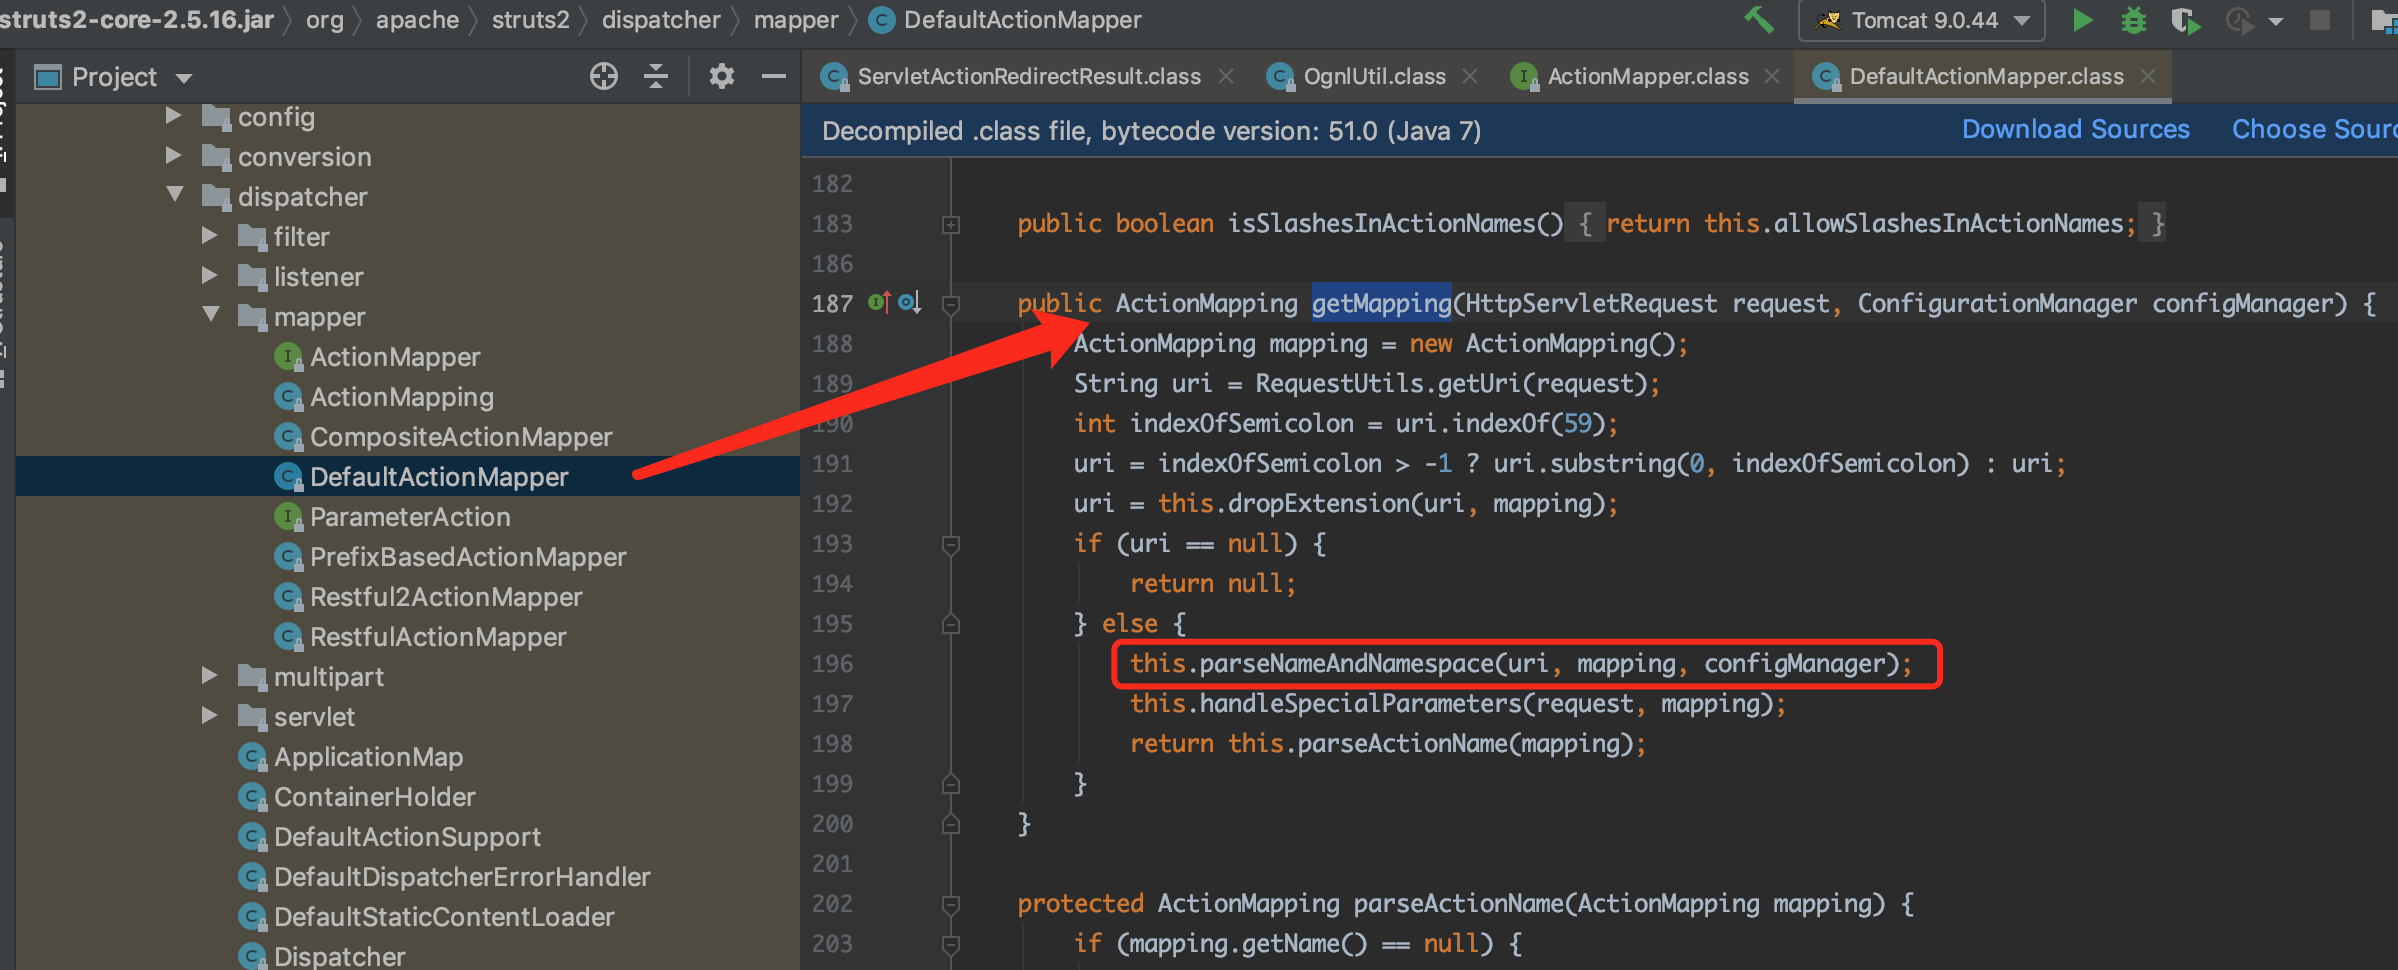 struts2-core-2.5.16.jar org apache struts2 dispatcher mapper DefaultActionMapper
Tomcat 9.0.44
Project
ServletActionRedirectResult.class
OgnlUtil.class
ActionMapper.class
DefaultActionMapper.class
Decompiled .class file, bytecode version: 51.0 (Java 7)
Download Sources
config
conversion
dispatcher
filter
listener
mapper
ActionMapper
ActionMapping
CompositeActionMapper
DefaultActionMapper
ParameterAction
PrefixBasedActionMapper
Restful2ActionMapper
RestfulActionMapper
multipart
servlet
ApplicationMap
ContainerHolder
DefaultActionSupport
DefaultDispatcherErrorHandler
DefaultStaticContentLoader
Dispatcher
182
183 public boolean isSlashesInActionNames() { return this.allowSlashesInActionNames; }
186
187 public ActionMapping getMapping(HttpServletRequest request, ConfigurationManager configManager) {
188 ActionMapping mapping = new ActionMapping();
189 String uri = RequestUtils.getUri(request);
190 int indexOfSemicolon = uri.indexOf(59);
191 uri = indexOfSemicolon > -1 ? uri.substring(0, indexOfSemicolon) : uri;
192 uri = this.dropExtension(uri, mapping);
193 if (uri == null) {
194 return null;
195 } else {
196 this.parseNameAndNamespace(uri, mapping, configManager);
197 this.handleSpecialParameters(request, mapping);
198 return this.parseActionName(mapping);
199 }
200 }
201
202 protected ActionMapping parseActionName(ActionMapping mapping) {
203 if (mapping.getName() == null) {